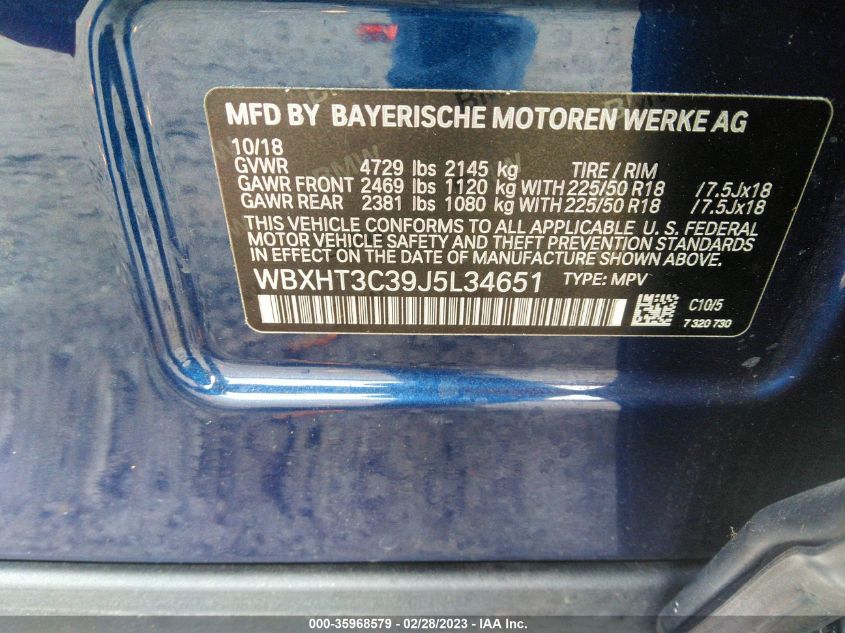 MFD BY BAYERISCHE MOTOREN WERKE AG
10/18
GVWR 4729 lbs 2145 kg TIRE / RIM
GAWR FRONT 2469 lbs 1120 kg WITH 225/50 R18 /7.5Jx18
GAWR REAR 2381 lbs 1080 kg WITH 225/50 R18 /7.5Jx18
THIS VEHICLE CONFORMS TO ALL APPLICABLE U. S. FEDERAL
MOTOR VEHICLE SAFETY AND THEFT PREVENTION STANDARDS
IN EFFECT ON THE DATE OF MANUFACTURE SHOWN ABOVE.
WBXHT3C39J5L34651 TYPE: MPV
C10/5
7 320 730
000-35968579 / 02/28/2023 © IAA Inc.